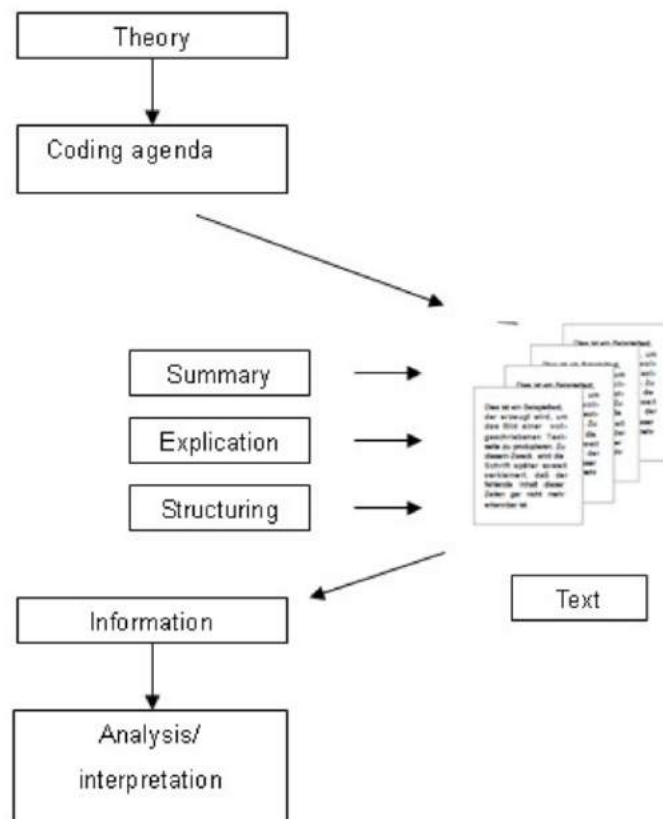 Theory
Coding agenda
Summary
Explication
Structuring
Dies ist ein Beispieltext,
der erzeugt wird, um
das Bild einer voll-
geschriebenen Text-
seite zu produzieren. Zu
diesem Zweck wird die
Schrift später soweit
verkleinert, daß der
fehlende Inhalt dieser
Zeilen gar nicht mehr
erkennbar ist.
Text
Information
Analysis/
interpretation